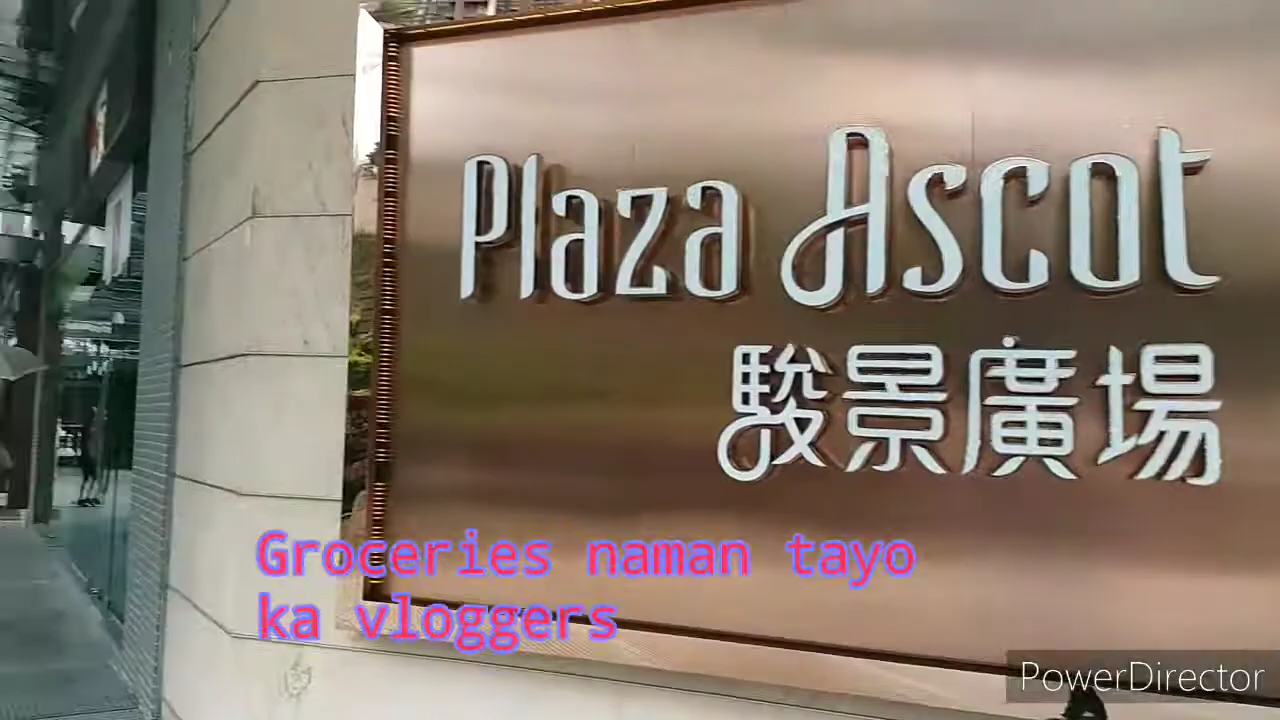 Plaza Ascot
駿景廣場
Groceries naman tayo
ka vloggers
PowerDirector